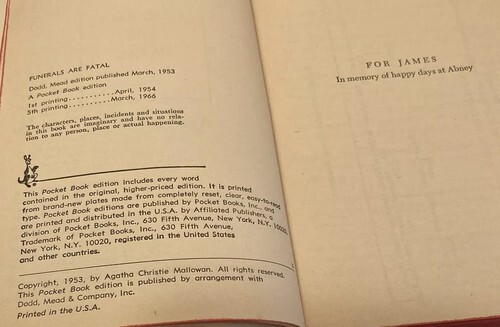 FUNERALS ARE FATAL
Dodd, Mead edition published March, 1953
A Pocket Book edition
1st printing...........April, 1954
5th printing..........March, 1966
The characters, places, incidents and situations
in this book are imaginary and have no rela-
tion to any person, place or actual happening.
This Pocket Book edition includes every word
contained in the original, higher-priced edition. It is printed
from brand-new plates made from completely reset, clear, easy-to-read
type. Pocket Book editions are published by Pocket Books, Inc., and
are printed and distributed in the U.S.A. by Affiliated Publishers, a
division of Pocket Books, Inc., 630 Fifth Avenue, New York, N.Y. 10020.
Trademark of Pocket Books, Inc., 630 Fifth Avenue,
New York, N.Y. 10020, registered in the United States
and other countries.
L
Copyright, 1953, by Agatha Christie Mallowan. All rights reserved.
This Pocket Book edition is published by arrangement with
Dodd, Mead & Company, Inc.
Printed in the U.S.A.
FOR JAMES
In memory of happy days at Abney